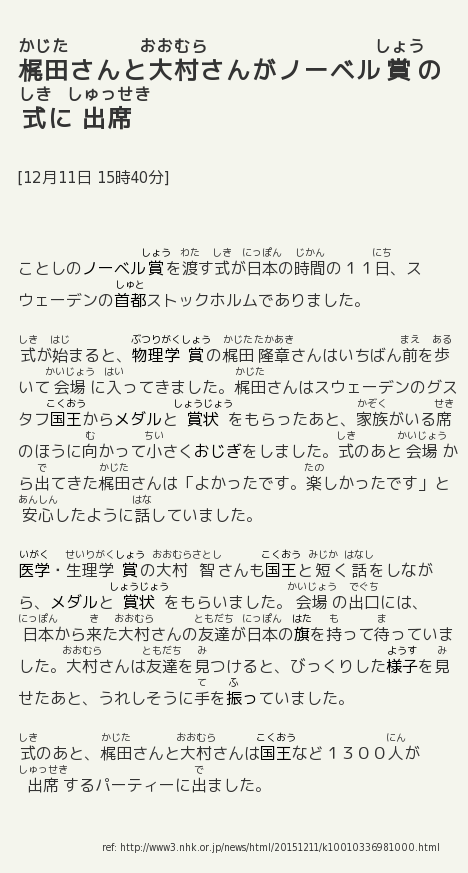 かじた おおむら しょう
梶田さんと大村さんがノーベル賞の
しき しゅっせき
式に出席
[12月11日 15時40分]
しょう わた しき にっぽん じかん にち
ことしのノーベル賞を渡す式が日本の時間の11日、ス
しゅと
ウェーデンの首都ストックホルムでありました。
しき はじ ぶつりがくしょう かじたたかあき まえ ある
式が始まると、物理学賞の梶田隆章さんはいちばん前を歩
かいじょう はい かじた
いて会場に入ってきました。梶田さんはスウェーデンのグス
こくおう しょうじょう かぞく せき
タフ国王からメダルと賞状をもらったあと、家族がいる席
む ちい しき かいじょう
のほうに向かって小さくおじぎをしました。式のあと会場か
で かじた たの
ら出てきた梶田さんは「よかったです。楽しかったです」と
あんしん はな
安心したように話していました。
いがく せいりがくしょう おおむらさとし こくおう みじか はなし
医学・生理学賞の大村智さんも国王と短く話をしなが
しょうじょう かいじょう でぐち
ら、メダルと賞状をもらいました。会場の出口には、
にっぽん き おおむら ともだち にっぽん はた も ま
日本から来た大村さんの友達が日本の旗を持って待っていま
おおむら ともだち み ようす み
した。大村さんは友達を見つけると、びっくりした様子を見
て ふ
せたあと、うれしそうに手を振っていました。
しき かじた おおむら こくおう にん
式のあと、梶田さんと大村さんは国王など1300人が
しゅっせき で
出席するパーティーに出ました。
ref: http://www3.nhk.or.jp/news/html/20151211/k10010336981000.html